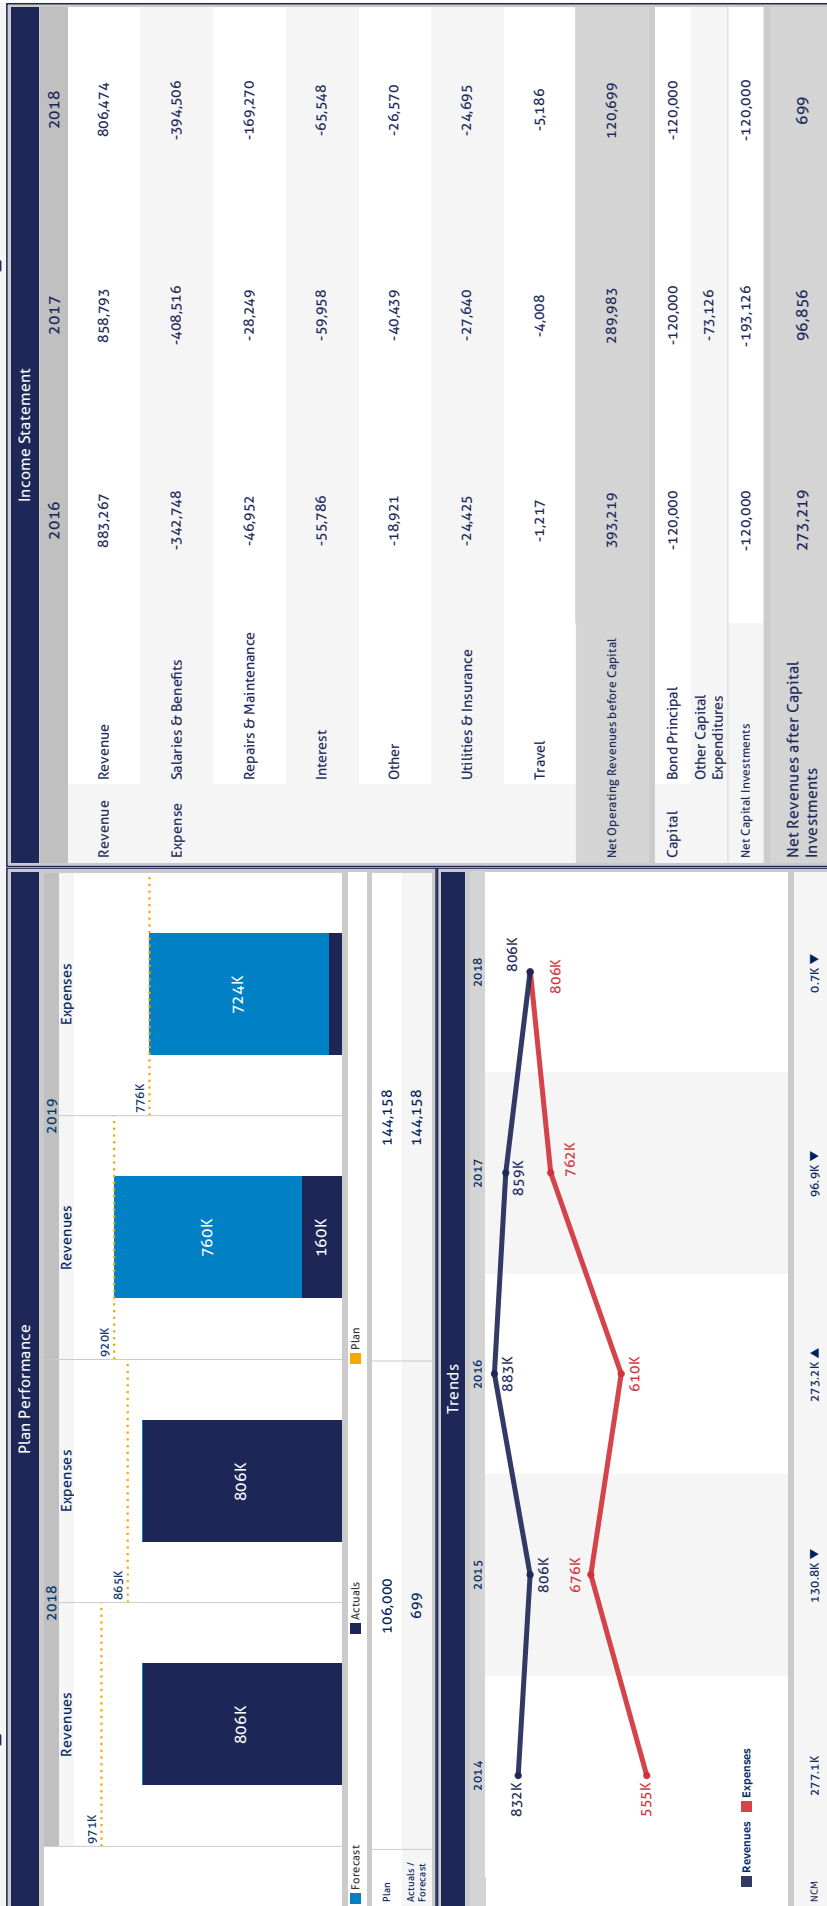 Plan Performance
2018 2019
Revenues Expenses Revenues Expenses
971K 865K 920K 776K
806K 806K 760K 724K
160K
Forecast Actuals Plan
Plan 106,000 144,158
Actuals /
Forecast 699 144,158
Trends
2014 2015 2016 2017 2018
832K 806K 883K 859K 806K
555K 676K 610K 762K 806K
Revenues Expenses
NCM 277.1K 130.8K ▼ 273.2K ▲ 96.9K ▼ 0.7K ▼
Income Statement
2016 2017 2018
Revenue Revenue 883,267 858,793 806,474
Expense Salaries & Benefits -342,748 -408,516 -394,506
Repairs & Maintenance -46,952 -28,249 -169,270
Interest -55,786 -59,958 -65,548
Other -18,921 -40,439 -26,570
Utilities & Insurance -24,425 -27,640 -24,695
Travel -1,217 -4,008 -5,186
Net Operating Revenues before Capital 393,219 289,983 120,699
Capital Bond Principal -120,000 -120,000 -120,000
Other Capital
Expenditures -73,126
Net Capital Investments -120,000 -193,126 -120,000
Net Revenues after Capital
Investments 273,219 96,856 699